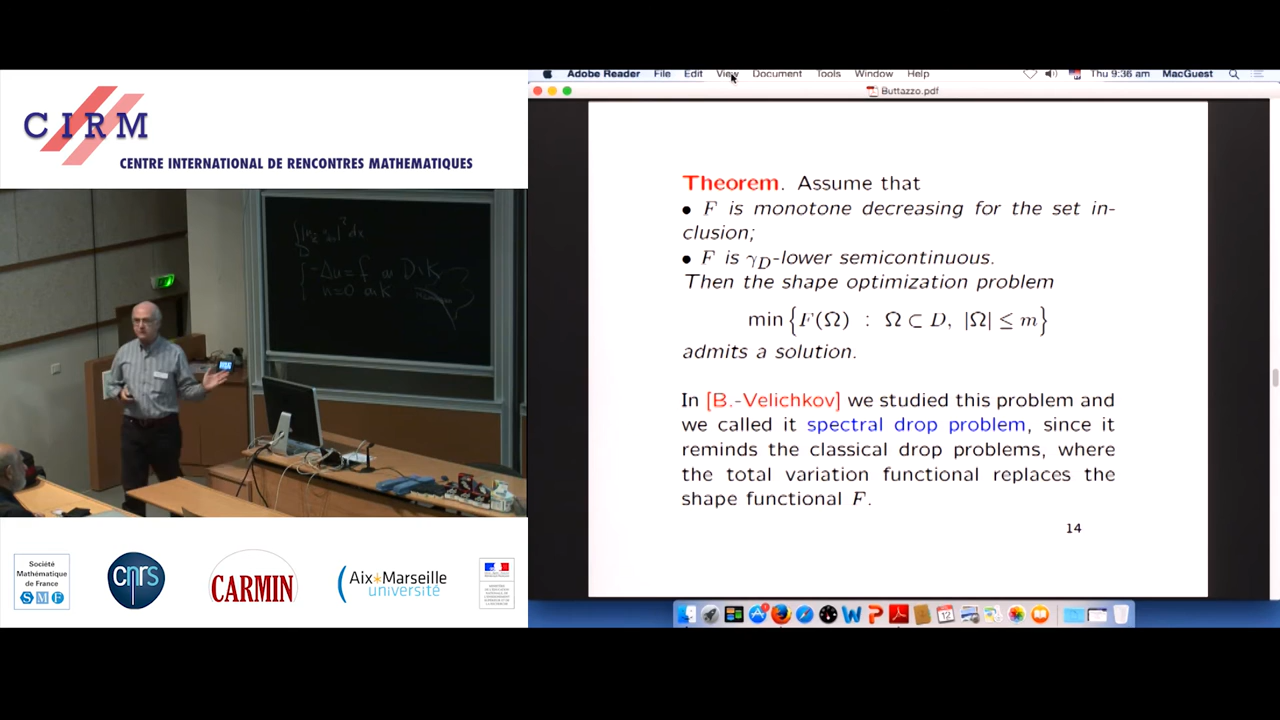 CIRM
CENTRE INTERNATIONAL DE RENCONTRES MATHEMATIQUES
Adobe Reader File Edit View Document Tools Window Help Thu 9:36 am MacGuest
Buttazzo.pdf
Theorem. Assume that
• F is monotone decreasing for the set in-
clusion;
• F is γD-lower semicontinuous.
Then the shape optimization problem
min {F(Ω) : Ω ⊂ D, |Ω| ≤ m}
admits a solution.
In [B.-Velichkov] we studied this problem and
we called it spectral drop problem, since it
reminds the classical drop problems, where
the total variation functional replaces the
shape functional F.
14
-Δu = f
u=0
Société
Mathématique
de France
SMF
cnrs
CARMIN
Aix*Marseille
université